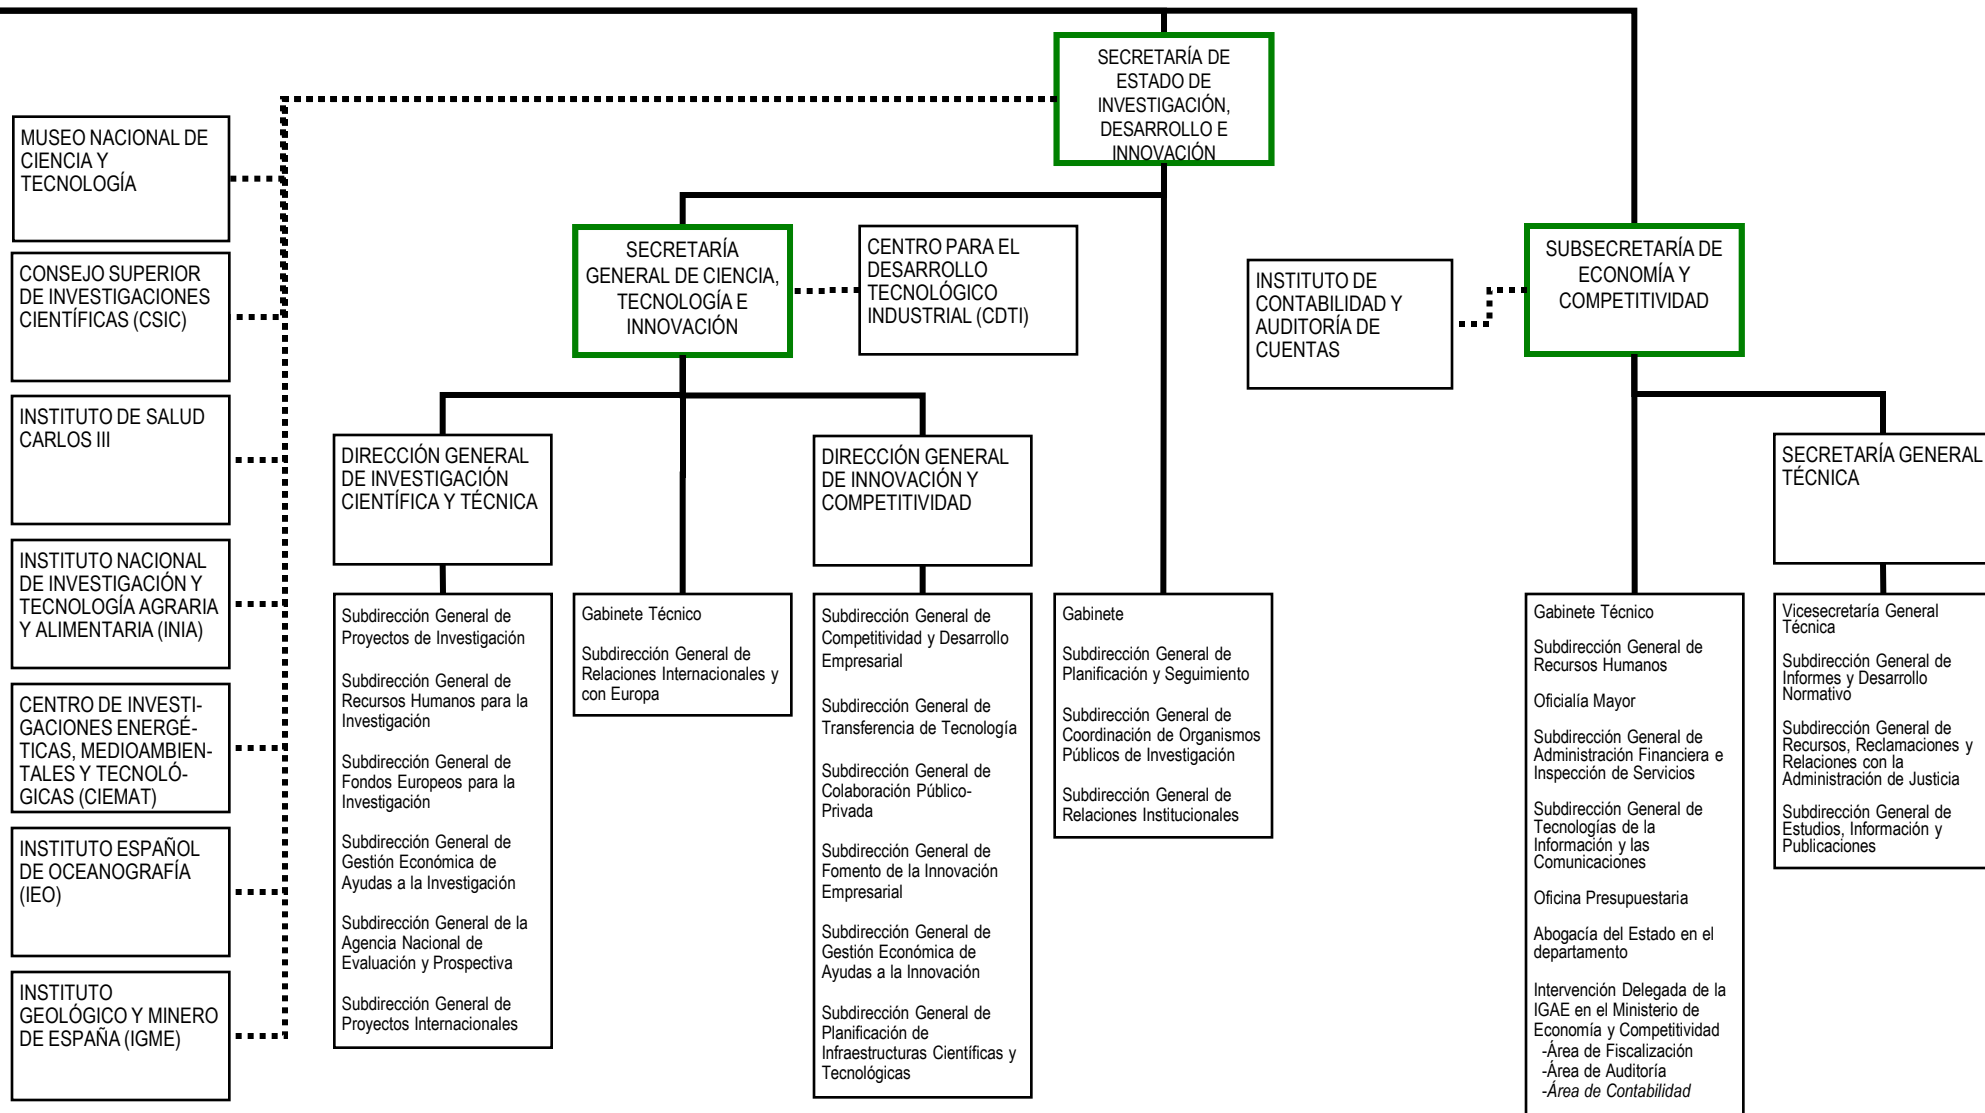 SECRETARÍA DE
ESTADO DE
INVESTIGACIÓN,
DESARROLLO E
INNOVACIÓN
MUSEO NACIONAL DE
CIENCIA Y
TECNOLOGÍA
CONSEJO SUPERIOR
DE INVESTIGACIONES
CIENTÍFICAS (CSIC)
INSTITUTO DE SALUD
CARLOS III
INSTITUTO NACIONAL
DE INVESTIGACIÓN Y
TECNOLOGÍA AGRARIA
Y ALIMENTARIA (INIA)
CENTRO DE INVESTI-
GACIONES ENERGÉ-
TICAS, MEDIOAMBIEN-
TALES Y TECNOLÓ-
GICAS (CIEMAT)
INSTITUTO ESPAÑOL
DE OCEANOGRAFÍA
(IEO)
INSTITUTO
GEOLÓGICO Y MINERO
DE ESPAÑA (IGME)
SECRETARÍA
GENERAL DE CIENCIA,
TECNOLOGÍA E
INNOVACIÓN
CENTRO PARA EL
DESARROLLO
TECNOLÓGICO
INDUSTRIAL (CDTI)
INSTITUTO DE
CONTABILIDAD Y
AUDITORÍA DE
CUENTAS
SUBSECRETARÍA DE
ECONOMÍA Y
COMPETITIVIDAD
DIRECCIÓN GENERAL
DE INVESTIGACIÓN
CIENTÍFICA Y TÉCNICA
DIRECCIÓN GENERAL
DE INNOVACIÓN Y
COMPETITIVIDAD
SECRETARÍA GENERAL
TÉCNICA
Subdirección General de
Proyectos de Investigación
Subdirección General de
Recursos Humanos para la
Investigación
Subdirección General de
Fondos Europeos para la
Investigación
Subdirección General de
Gestión Económica de
Ayudas a la Investigación
Subdirección General de la
Agencia Nacional de
Evaluación y Prospectiva
Subdirección General de
Proyectos Internacionales
Gabinete Técnico
Subdirección General de
Relaciones Internacionales y
con Europa
Subdirección General de
Competitividad y Desarrollo
Empresarial
Subdirección General de
Transferencia de Tecnología
Subdirección General de
Colaboración Público-
Privada
Subdirección General de
Fomento de la Innovación
Empresarial
Subdirección General de
Gestión Económica de
Ayudas a la Innovación
Subdirección General de
Planificación de
Infraestructuras Científicas y
Tecnológicas
Gabinete
Subdirección General de
Planificación y Seguimiento
Subdirección General de
Coordinación de Organismos
Públicos de Investigación
Subdirección General de
Relaciones Institucionales
Gabinete Técnico
Subdirección General de
Recursos Humanos
Oficialía Mayor
Subdirección General de
Administración Financiera e
Inspección de Servicios
Subdirección General de
Tecnologías de la
Información y las
Comunicaciones
Oficina Presupuestaria
Abogacía del Estado en el
departamento
Intervención Delegada de la
IGAE en el Ministerio de
Economía y Competitividad
-Área de Fiscalización
-Área de Auditoría
-Área de Contabilidad
Vicesecretaría General
Técnica
Subdirección General de
Informes y Desarrollo
Normativo
Subdirección General de
Recursos, Reclamaciones y
Relaciones con la
Administración de Justicia
Subdirección General de
Estudios, Información y
Publicaciones